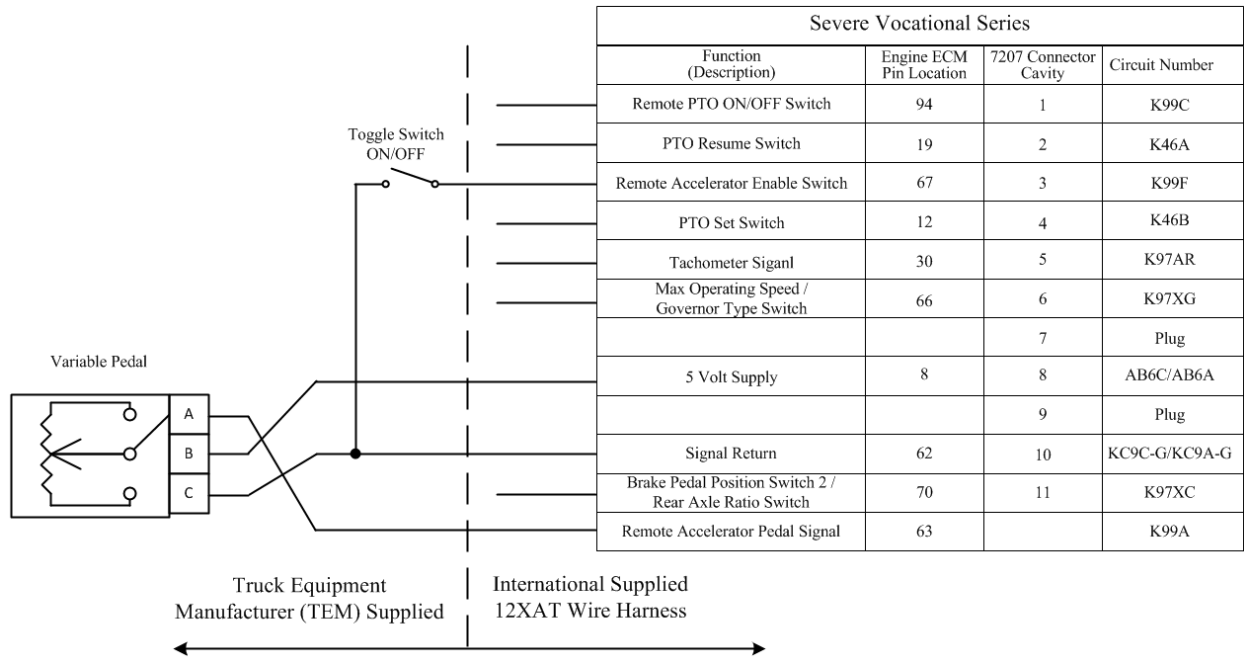 Severe Vocational Series
Function
(Description)
Engine ECM
Pin Location
7207 Connector
Cavity
Circuit Number
Remote PTO ON/OFF Switch 94 1 K99C
PTO Resume Switch 19 2 K46A
Remote Accelerator Enable Switch 67 3 K99F
PTO Set Switch 12 4 K46B
Tachometer Siganl 30 5 K97AR
Max Operating Speed /
Governor Type Switch 66 6 K97XG
7 Plug
5 Volt Supply 8 8 AB6C/AB6A
9 Plug
Signal Return 62 10 KC9C-G/KC9A-G
Brake Pedal Position Switch 2 /
Rear Axle Ratio Switch 70 11 K97XC
Remote Accelerator Pedal Signal 63 K99A
Toggle Switch
ON/OFF
Variable Pedal
A
B
C
Truck Equipment
Manufacturer (TEM) Supplied
International Supplied
12XAT Wire Harness